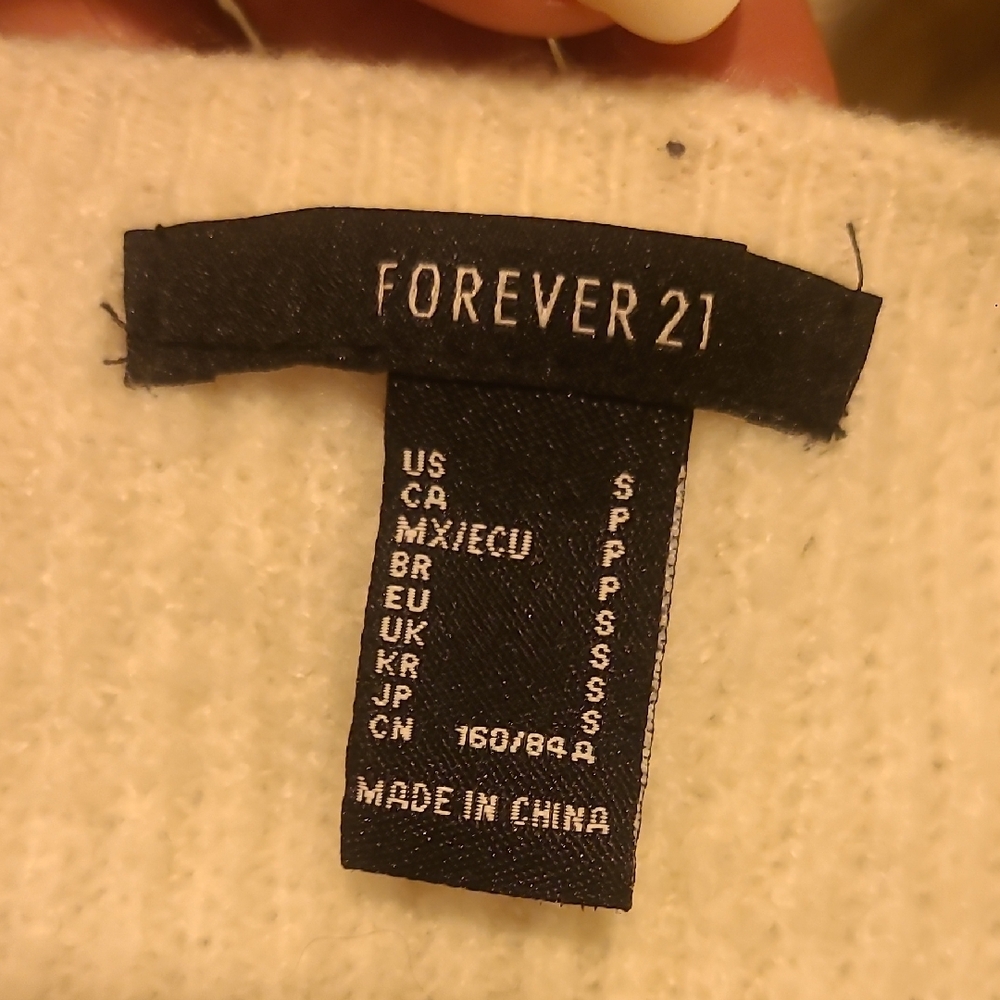 FOREVER 21
US S
CA P
MX/ECU P
BR P
EU S
UK S
KR S
JP S
CN 160/84A
MADE IN CHINA